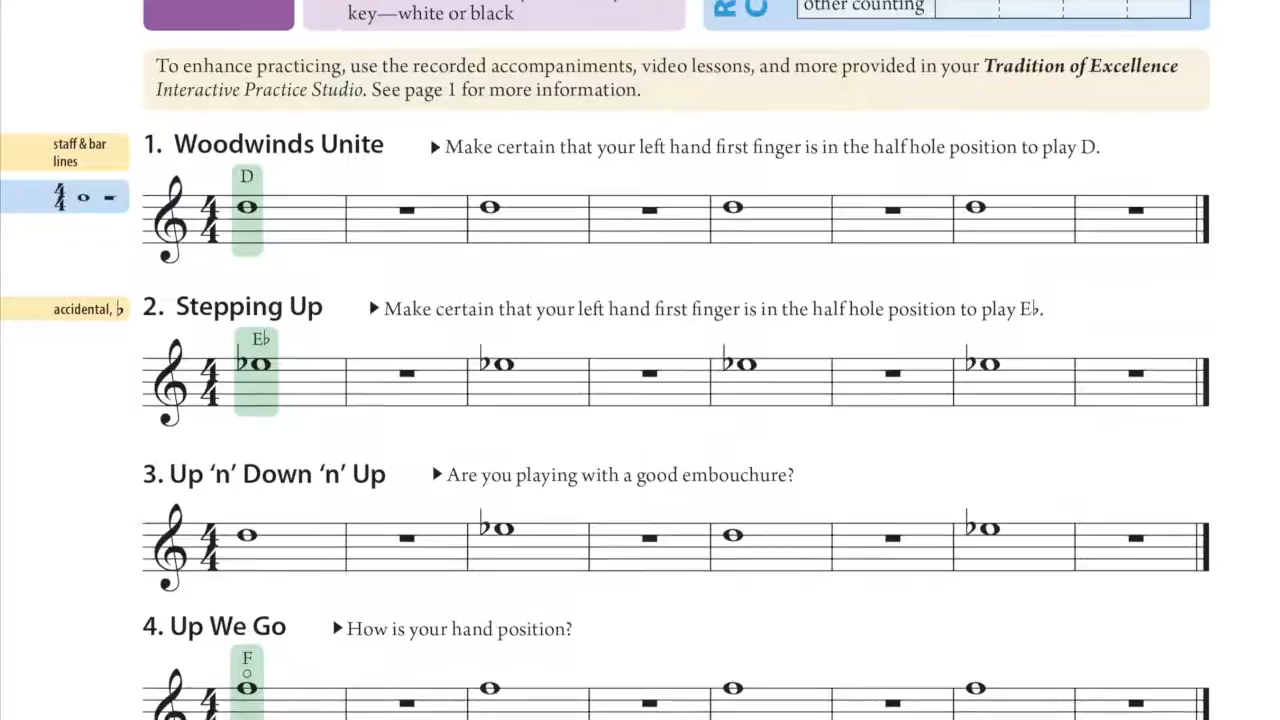 key—white or black
other counting
To enhance practicing, use the recorded accompaniments, video lessons, and more provided in your Tradition of Excellence
Interactive Practice Studio. See page 1 for more information.
staff & bar
lines
1. Woodwinds Unite ▶ Make certain that your left hand first finger is in the half hole position to play D.
D
4
4
accidental, ♭
2. Stepping Up ▶ Make certain that your left hand first finger is in the half hole position to play E♭.
E♭
3. Up ‘n’ Down ‘n’ Up ▶ Are you playing with a good embouchure?
4. Up We Go ▶ How is your hand position?
F